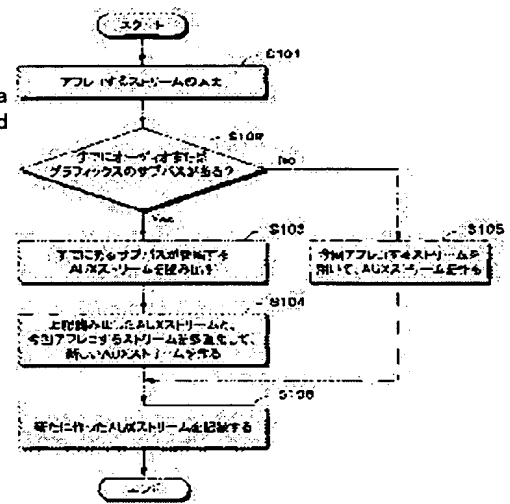 a
d
スタート
S101
アフレコするストリームの入力
S102
すでにオーディオまたは
グラフィックスのサブパスがある？
No
Yes
S103
すでにあるサブパスが参照する
AUXストリームを読み出す
S105
今回アフレコするストリームを
用いて、AUXストリームを作る
S104
上記読み出したAUXストリームと、
今回アフレコするストリームを多重化して、
新しいAUXストリームを作る
S106
新たに作ったAUXストリームを記録する
エンド